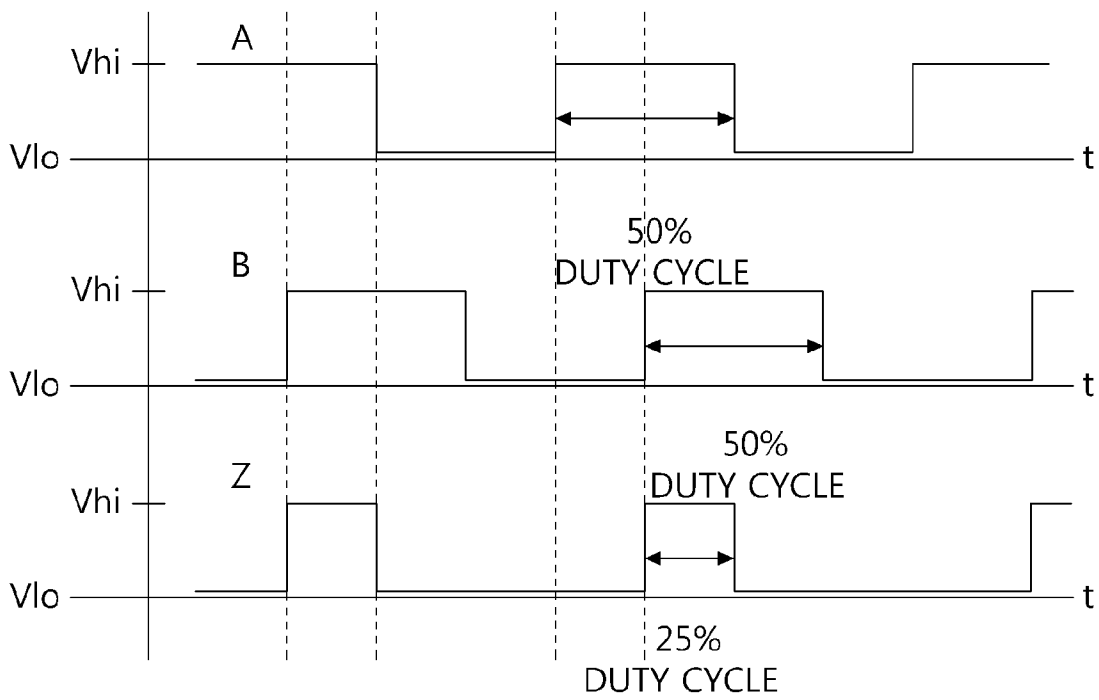 A
Vhi
Vlo
t
50%
DUTY CYCLE
B
Vhi
Vlo
t
50%
DUTY CYCLE
Z
Vhi
Vlo
t
25%
DUTY CYCLE